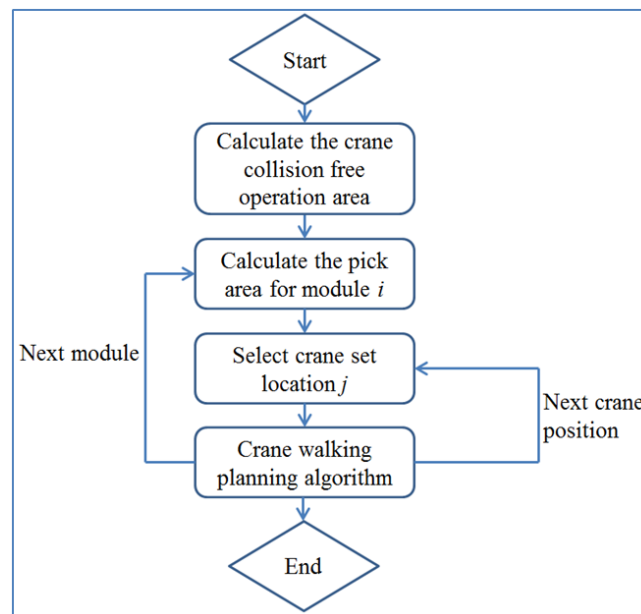 Start
Calculate the crane
collision free
operation area
Calculate the pick
area for module i
Next module
Select crane set
location j
Next crane
position
Crane walking
planning algorithm
End